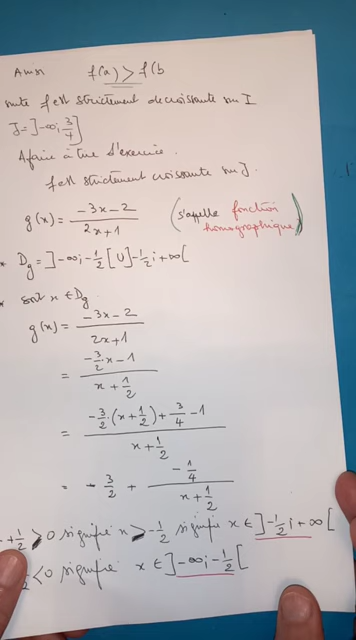 Ainsi f(a) > f(b
suite f est strictement decroissante sur I
J = ]-∞; 3/4]
A faire à titre d'exercice.
f est strictement croissante sur J.
g(x) = (-3x-2)/(2x+1) (s'appelle fonction homographique)
* Dg = ]-∞; -1/2[ U ]-1/2; +∞[
* soit x ∈ Dg
g(x) = (-3x-2)/(2x+1)
= (-3/2 x - 1)/(x + 1/2)
= (-3/2 (x + 1/2) + 3/4 - 1)/(x + 1/2)
= -3/2 + (-1/4)/(x + 1/2)
+ 1/2 > 0 signifie x > -1/2 signifie x ∈ ]-1/2; +∞[
2 < 0 signifie x ∈ ]-∞; -1/2[